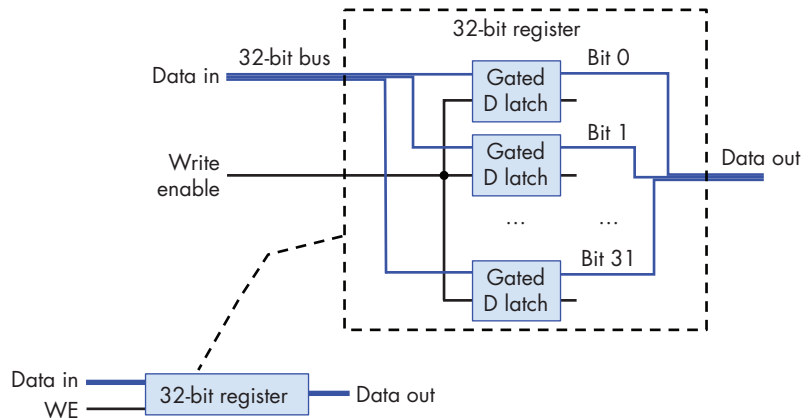 32-bit register
32-bit bus
Data in
Gated
D latch
Bit 0
Gated
D latch
Bit 1
Write
enable
Data out
... ...
Gated
D latch
Bit 31
Data in
WE
32-bit register
Data out